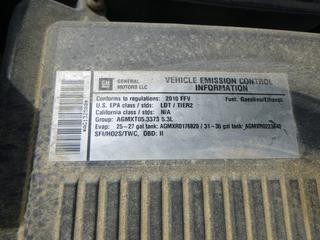 GM
GENERAL
MOTORS LLC
VEHICLE EMISSION CONTROL
INFORMATION
Conforms to regulations: 2010 FFV
Fuel: Gasoline/Ethanol
U.S. EPA class / stds: LDT / TIER2
California class / stds: N/A
Group: AGMXT05.3373 5.3L
Evap: 25-27 gal tank: AGMXR0176820 / 31-36 gal tank:
SFI/HO2S/TWC, OBD: II